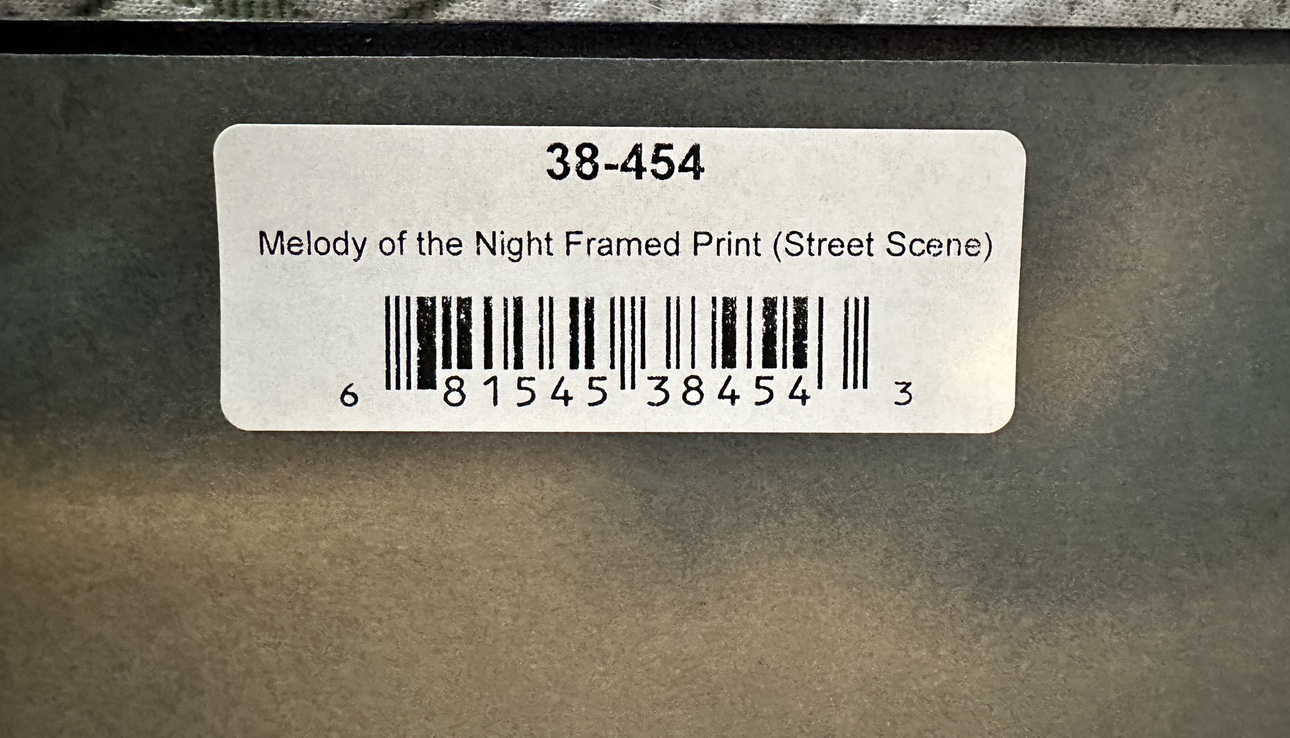 38-454
Melody of the Night Framed Print (Street Scene)
6 81545 38454 3